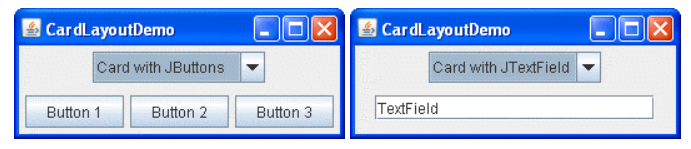 CardLayoutDemo
Card with JButtons
Button 1 Button 2 Button 3
CardLayoutDemo
Card with JTextField
TextField